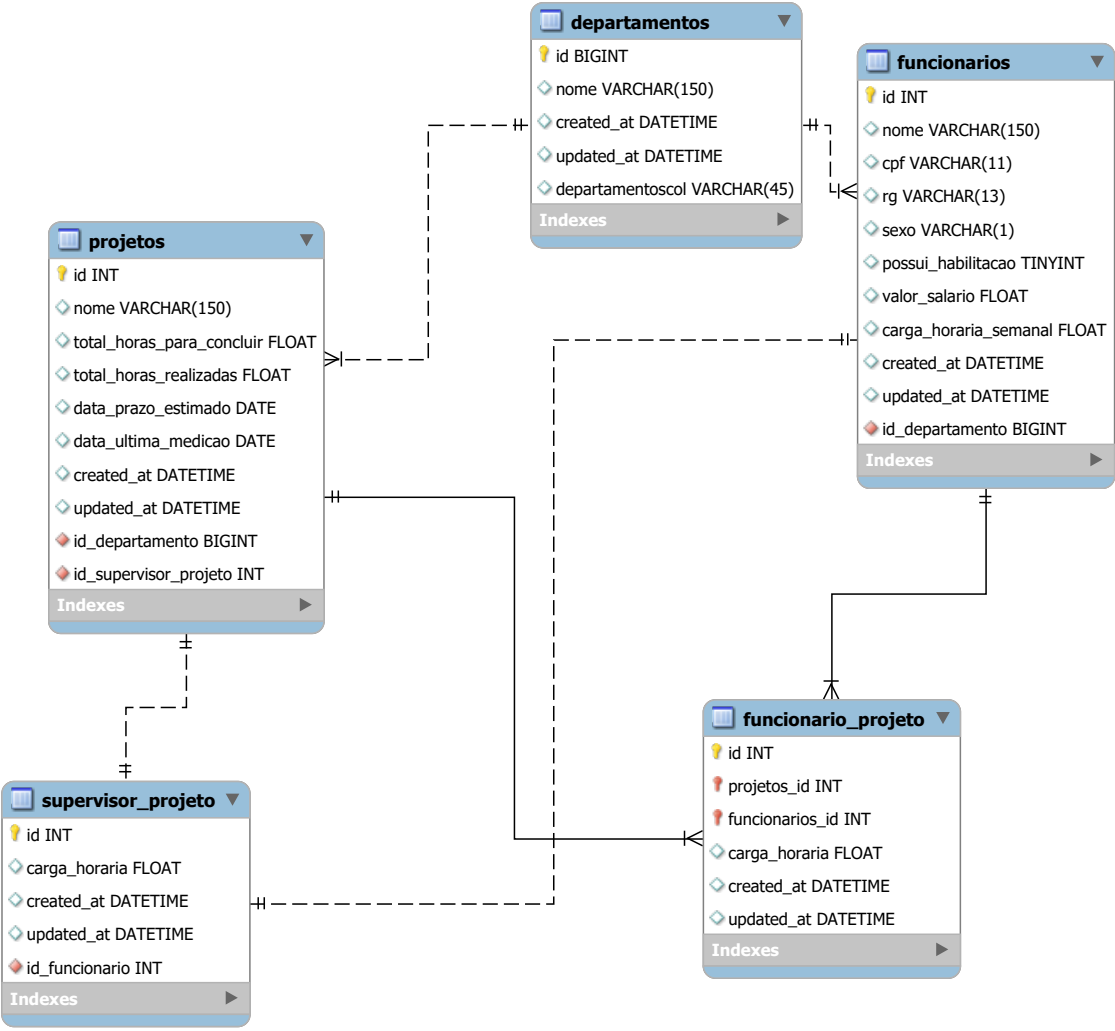 departamentos
id BIGINT
nome VARCHAR(150)
created_at DATETIME
updated_at DATETIME
departamentoscol VARCHAR(45)
Indexes
funcionarios
id INT
nome VARCHAR(150)
cpf VARCHAR(11)
rg VARCHAR(13)
sexo VARCHAR(1)
possui_habilitacao TINYINT
valor_salario FLOAT
carga_horaria_semanal FLOAT
created_at DATETIME
updated_at DATETIME
id_departamento BIGINT
Indexes
projetos
id INT
nome VARCHAR(150)
total_horas_para_concluir FLOAT
total_horas_realizadas FLOAT
data_prazo_estimado DATE
data_ultima_medicao DATE
created_at DATETIME
updated_at DATETIME
id_departamento BIGINT
id_supervisor_projeto INT
Indexes
funcionario_projeto
id INT
projetos_id INT
funcionarios_id INT
carga_horaria FLOAT
created_at DATETIME
updated_at DATETIME
Indexes
supervisor_projeto
id INT
carga_horaria FLOAT
created_at DATETIME
updated_at DATETIME
id_funcionario INT
Indexes